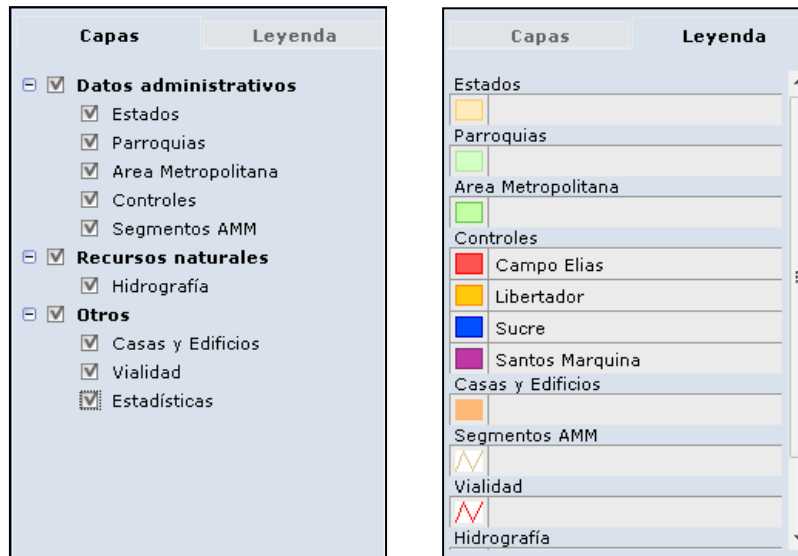 Capas Leyenda
Datos administrativos
Estados
Parroquias
Area Metropolitana
Controles
Segmentos AMM
Recursos naturales
Hidrografía
Otros
Casas y Edificios
Vialidad
Estadísticas
Capas Leyenda
Estados
Parroquias
Area Metropolitana
Controles
Campo Elias
Libertador
Sucre
Santos Marquina
Casas y Edificios
Segmentos AMM
Vialidad
Hidrografía